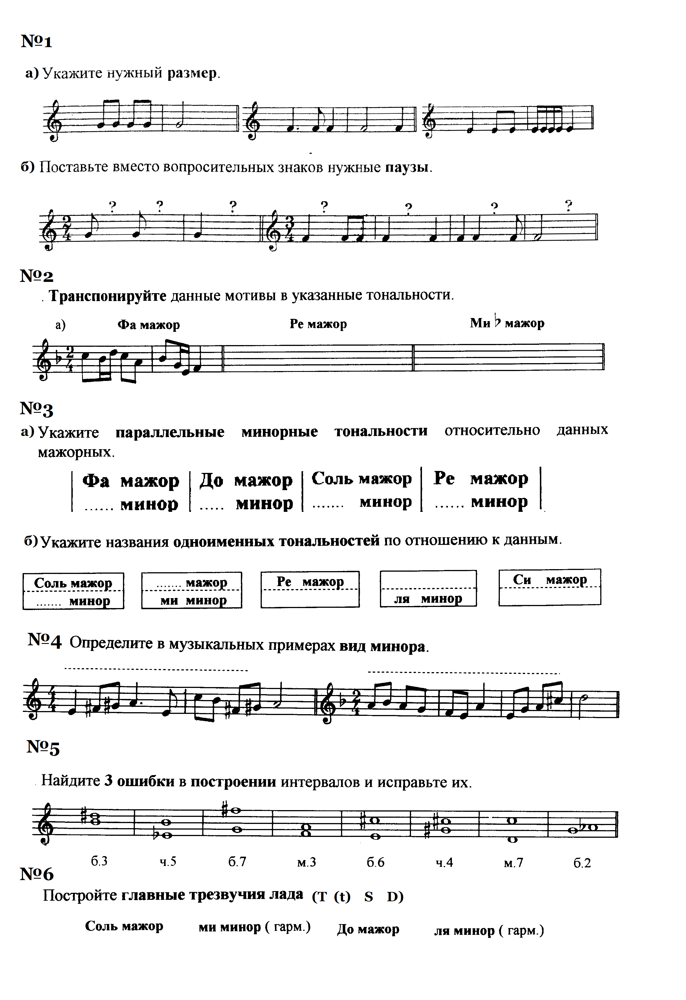 №1
а) Укажите нужный размер.
б) Поставьте вместо вопросительных знаков нужные паузы.
? ? ? ? ? ? ?
2 4 3 4
№2
. Транспонируйте данные мотивы в указанные тональности.
а) Фа мажор Ре мажор Ми ♭ мажор
2 4
№3
а) Укажите параллельные минорные тональности относительно данных
мажорных.
Фа мажор До мажор Соль мажор Ре мажор
...... минор ..... минор ....... минор ...... минор
б) Укажите названия одноименных тональностей по отношению к данным.
Соль мажор ....... мажор Ре мажор Си мажор
....... минор ми минор ля минор
№4 Определите в музыкальных примерах вид минора.
4 4 2 4
№5
Найдите 3 ошибки в построении интервалов и исправьте их.
б.3 ч.5 б.7 м.3 б.6 ч.4 м.7 б.2
№6
Постройте главные трезвучия лада (T (t) S D)
Соль мажор ми минор ( гарм.) До мажор ля минор ( гарм.)